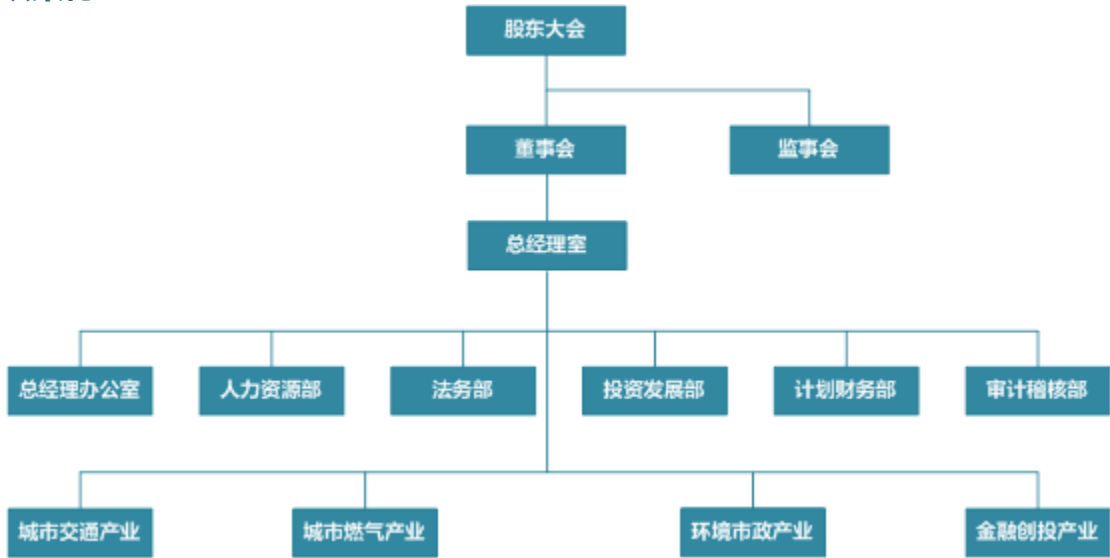 股东大会
董事会
监事会
总经理室
总经理办公室
人力资源部
法务部
投资发展部
计划财务部
审计稽核部
城市交通产业
城市燃气产业
环境市政产业
金融创投产业